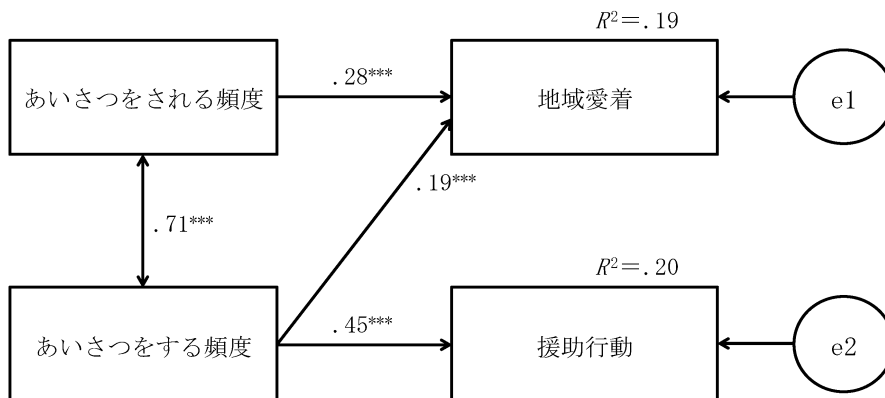 R²＝.19
あいさつをされる頻度
.28***
地域愛着
e1
.19***
.71***
R²＝.20
あいさつをする頻度
.45***
援助行動
e2